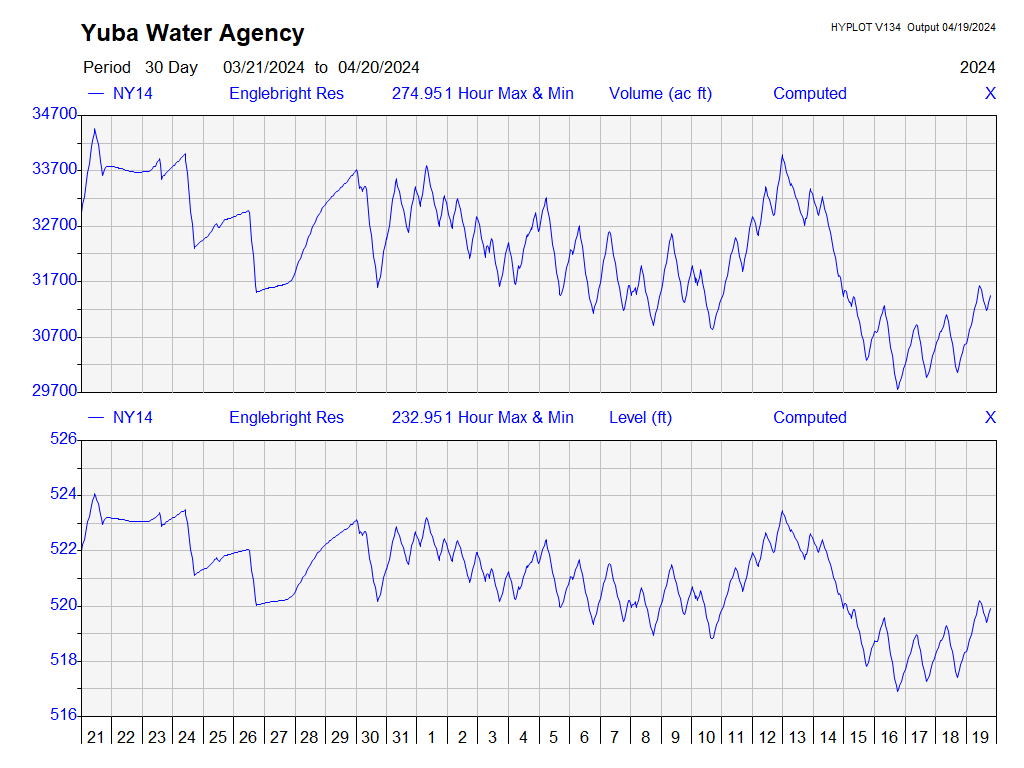 Yuba Water Agency
HYPLOT V134 Output 04/19/2024
Period 30 Day 03/21/2024 to 04/20/2024
2024
NY14 Englebright Res 274.951 Hour Max & Min Volume (ac ft) Computed X
34700
33700
32700
31700
30700
29700
NY14 Englebright Res 232.951 Hour Max & Min Level (ft) Computed X
526
524
522
520
518
516
21 22 23 24 25 26 27 28 29 30 31 1 2 3 4 5 6 7 8 9 10 11 12 13 14 15 16 17 18 19